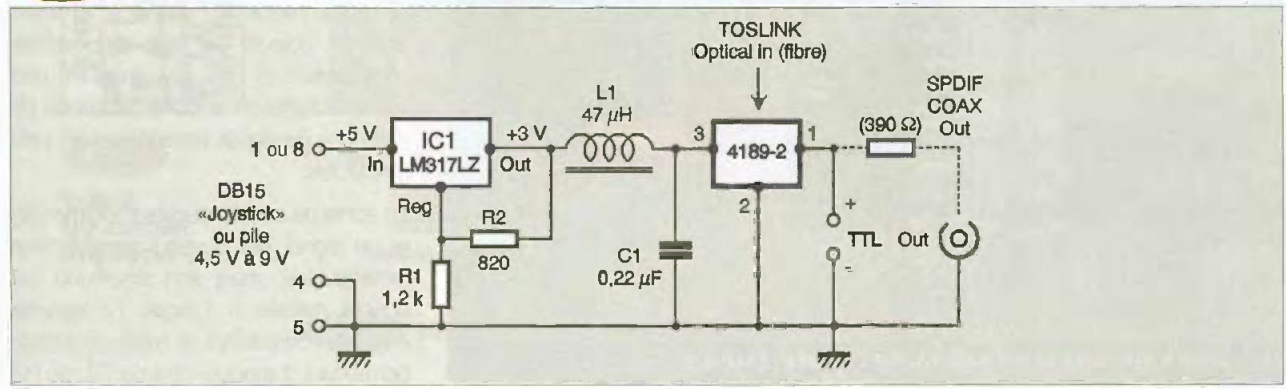 TOSLINK
Optical in (fibre)
SPDIF
COAX
Out
L1
47 µH
(390 Ω)
+5 V
IC1
+3 V
3
1
1 ou 8
LM317LZ
4189-2
In
Out
DB15
«Joystick»
ou pile
4,5 V à 9 V
Reg
R2
820
2
+
TTL
Out
-
C1
0,22 µF
R1
1,2 k
4
5